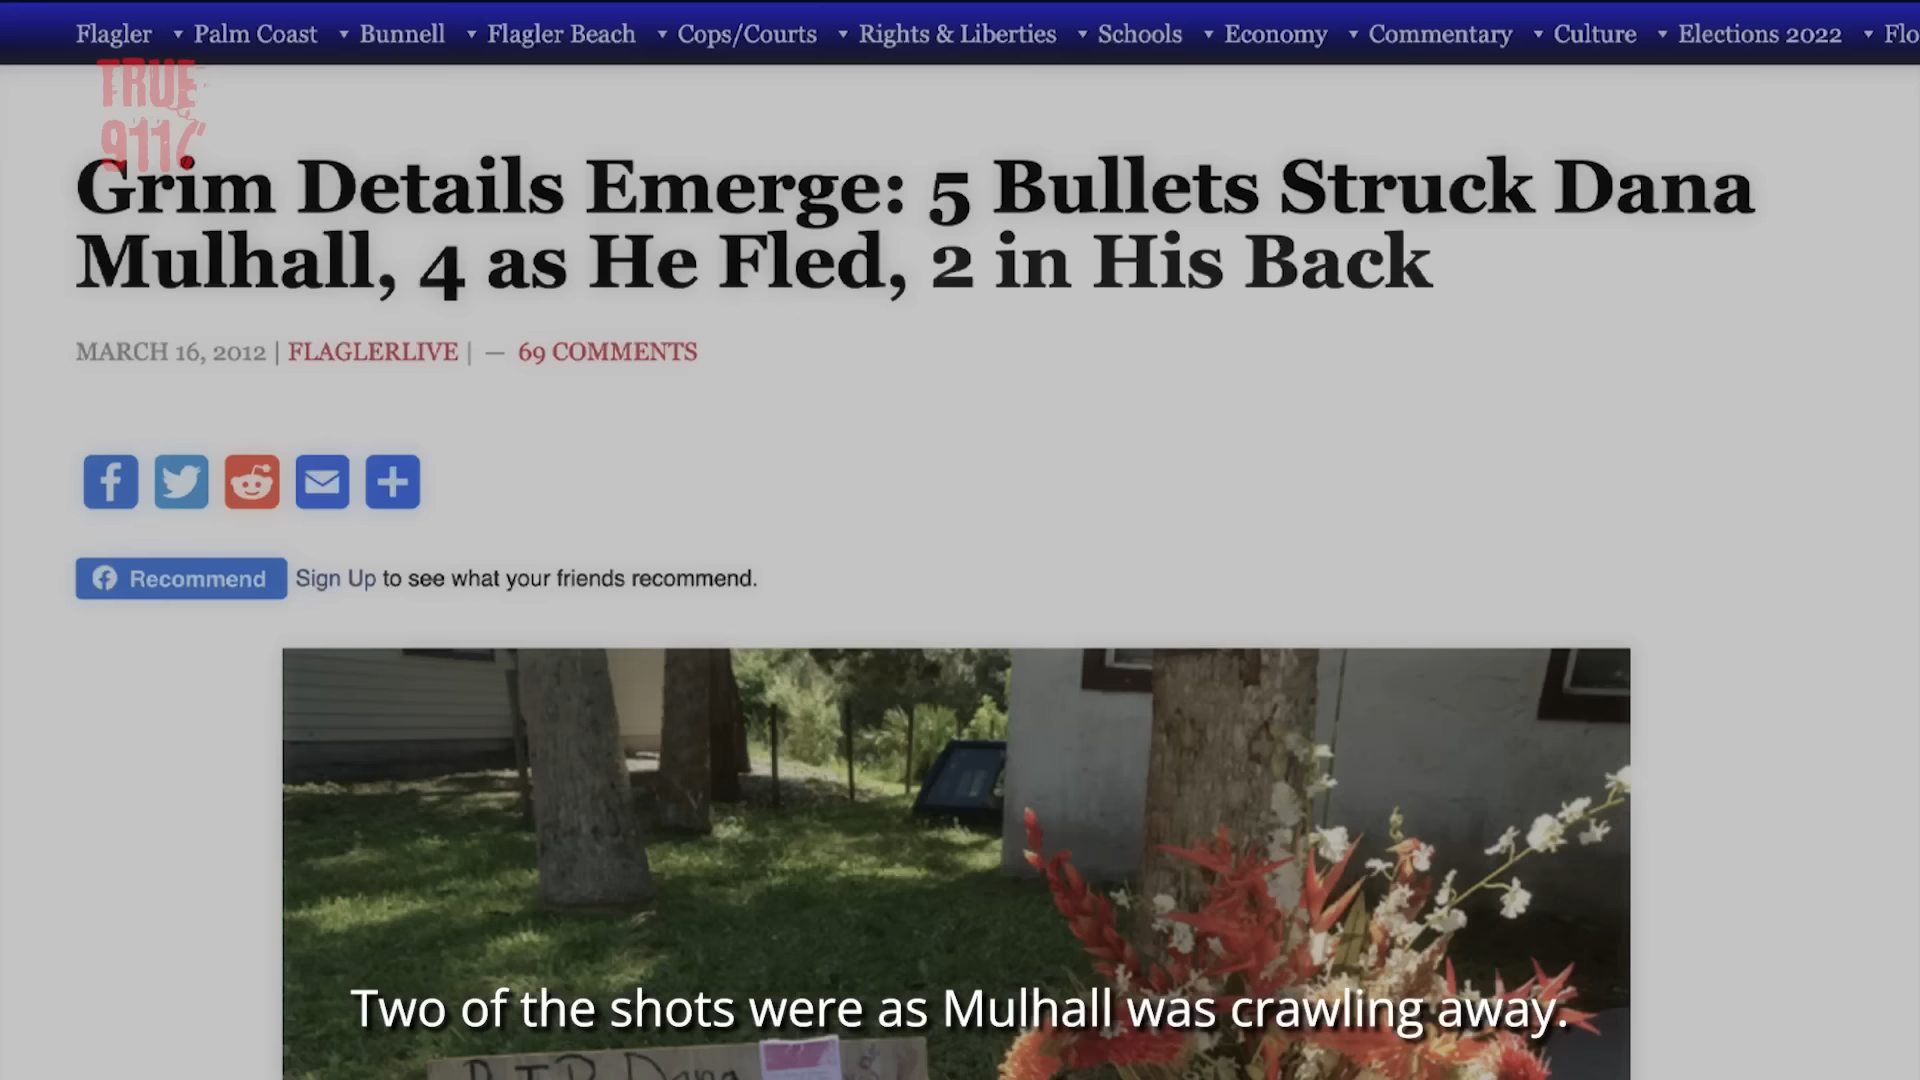 Flagler ▾ Palm Coast ▾ Bunnell ▾ Flagler Beach ▾ Cops/Courts ▾ Rights & Liberties ▾ Schools ▾ Economy ▾ Commentary ▾ Culture ▾ Elections 2022 ▾ Flo
TRUE
911
Grim Details Emerge: 5 Bullets Struck Dana
Mulhall, 4 as He Fled, 2 in His Back
MARCH 16, 2012 | FLAGLERLIVE | — 69 COMMENTS
Recommend Sign Up to see what your friends recommend.
Two of the shots were as Mulhall was crawling away.
R.I.P. Dana